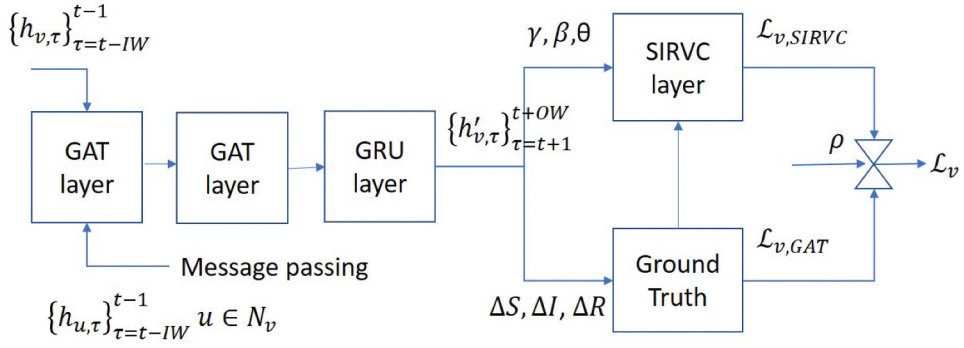 {h_{v,τ}}_{τ=t-IW}^{t-1}
GAT
layer
GAT
layer
GRU
layer
{h'_{v,τ}}_{τ=t+1}^{t+OW}
Message passing
{h_{u,τ}}_{τ=t-IW}^{t-1} u ∈ N_v
γ, β,θ
SIRVC
layer
ℒ_{v,SIRVC}
ρ
ℒ_v
ΔS, ΔI, ΔR
Ground
Truth
ℒ_{v,GAT}